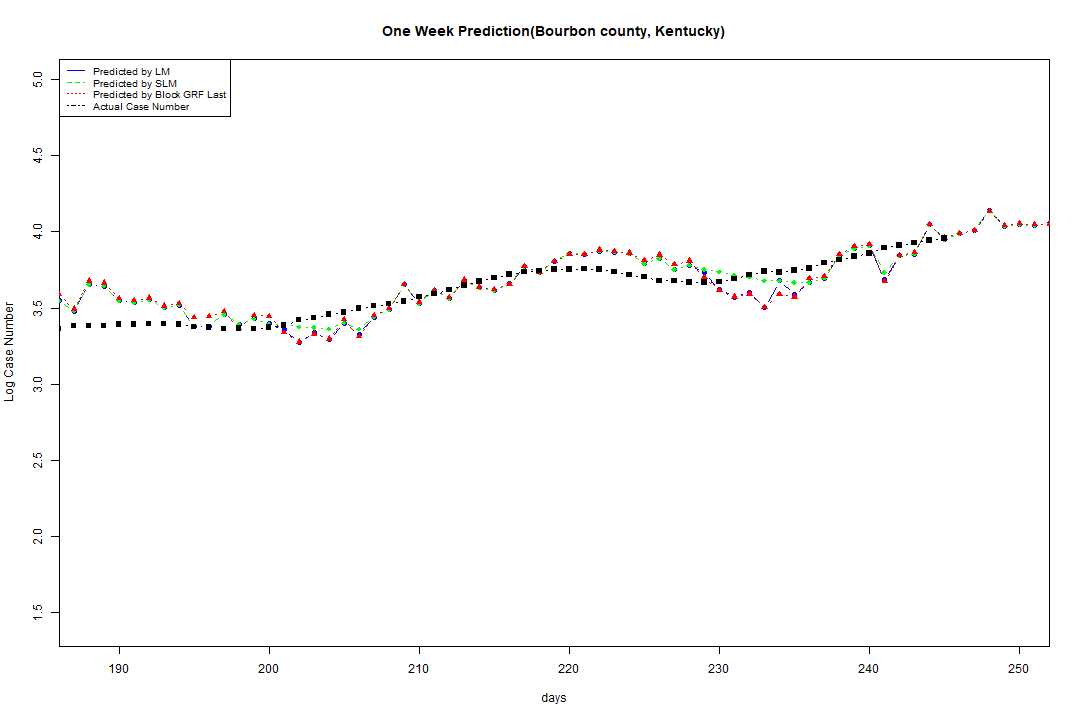 One Week Prediction(Bourbon county, Kentucky)
Predicted by LM
Predicted by SLM
Predicted by Block GRF Last
Actual Case Number
Log Case Number
5.0
4.5
4.0
3.5
3.0
2.5
2.0
1.5
190 200 210 220 230 240 250
days